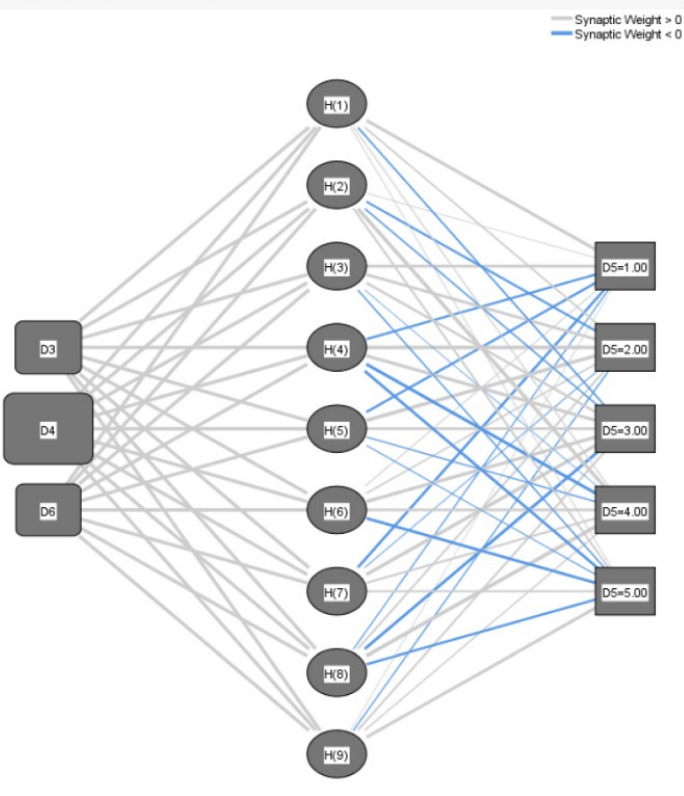 Synaptic Weight > 0
Synaptic Weight < 0
H(1)
H(2)
H(3)
H(4)
H(5)
H(6)
H(7)
H(8)
H(9)
D3
D4
D6
D5=1.00
D5=2.00
D5=3.00
D5=4.00
D5=5.00